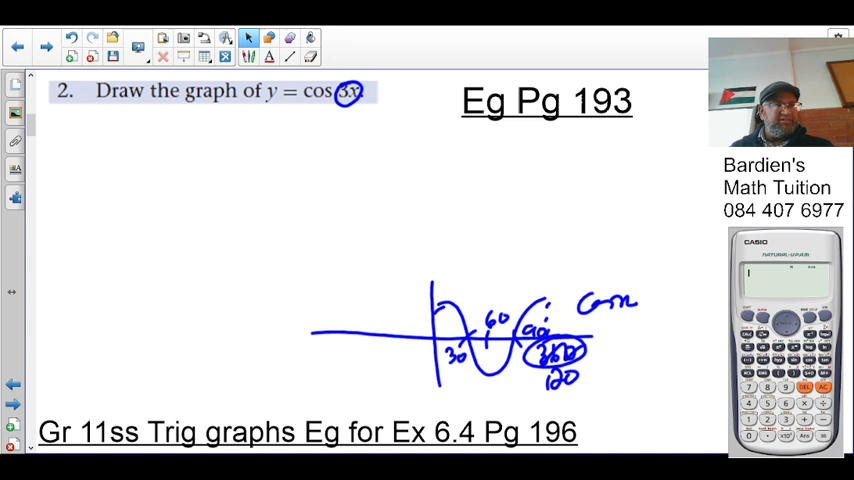 2. Draw the graph of y = cos 3x.
Eg Pg 193
Bardien's
Math Tuition
084 407 6977
CASIO
NATURAL-V.P.A.M.
60
30
90
360
120
Gr 11ss Trig graphs Eg for Ex 6.4 Pg 196